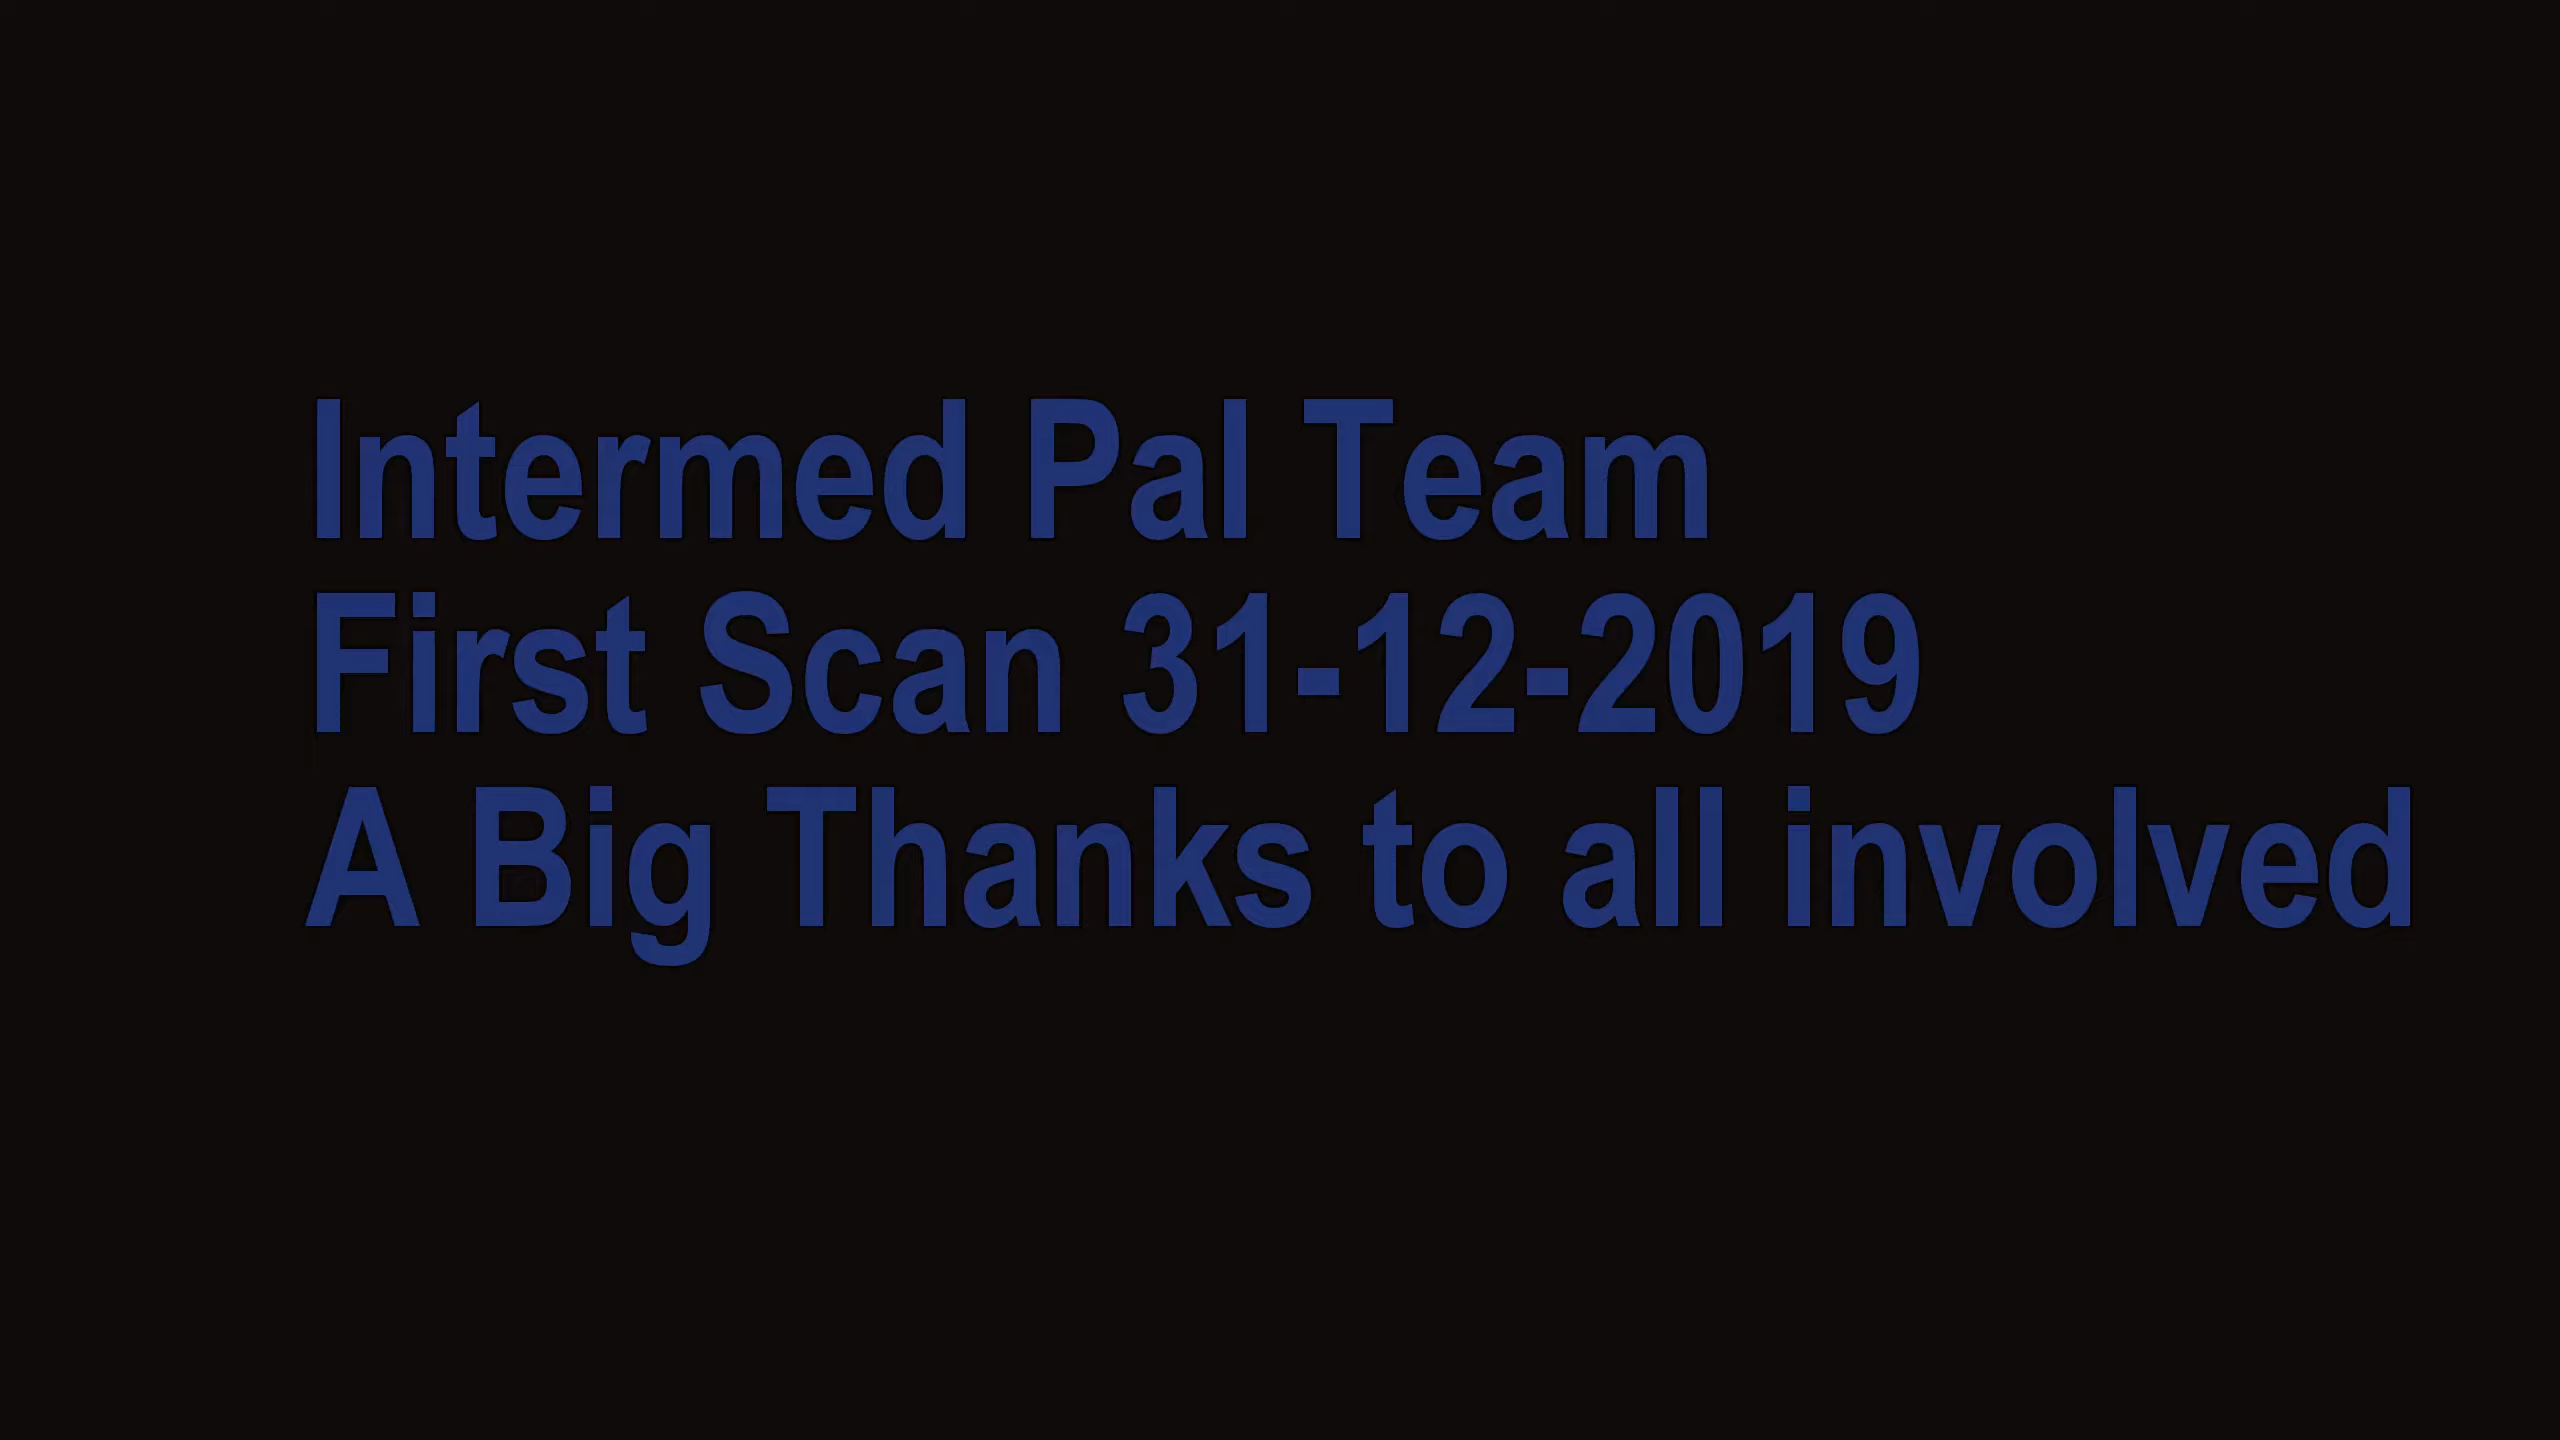 Intermed Pal Team
First Scan 31-12-2019
A Big Thanks to all involved